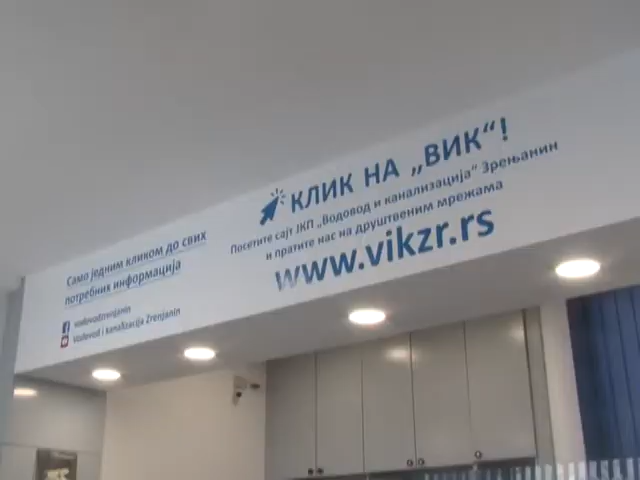 Само једним кликом до свих
потребних информација
vodovodzrenjanin
Vodovod i kanalizacija Zrenjanin
КЛИК НА „ВИК“!
Посетите сајт ЈКП „Водовод и канализација“ Зрењанин
и пратите нас на друштвеним мрежама
www.vikzr.rs